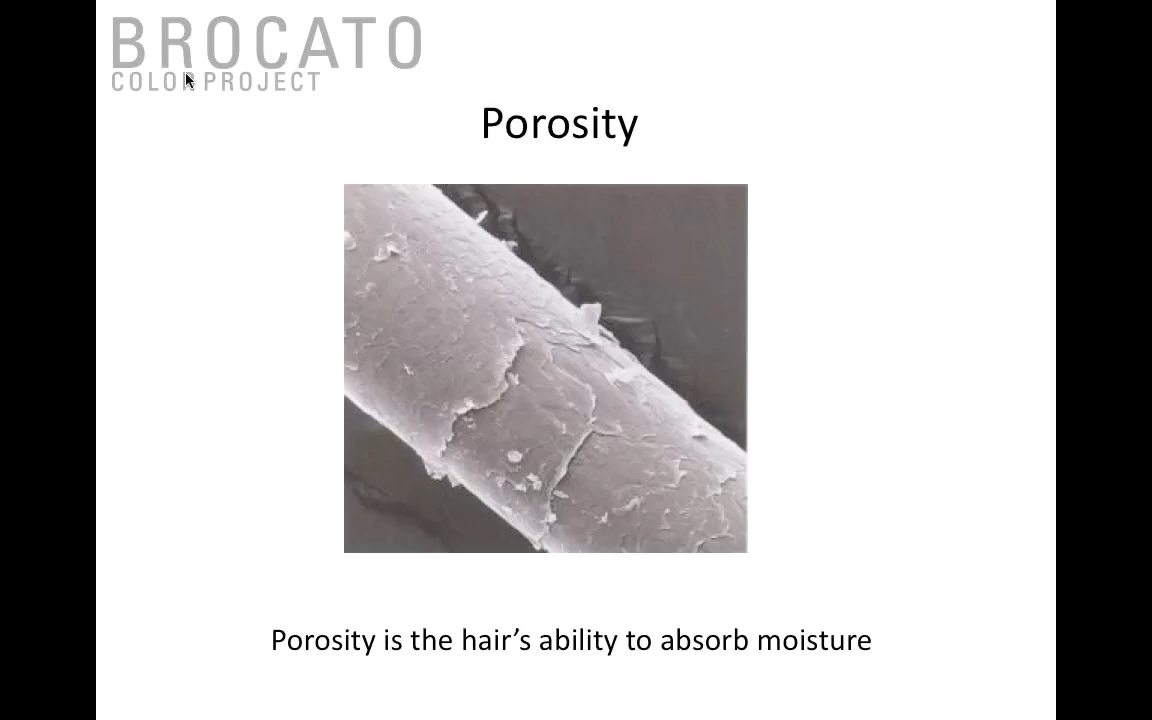 BROCATO
COLOR PROJECT
Porosity
Porosity is the hair’s ability to absorb moisture